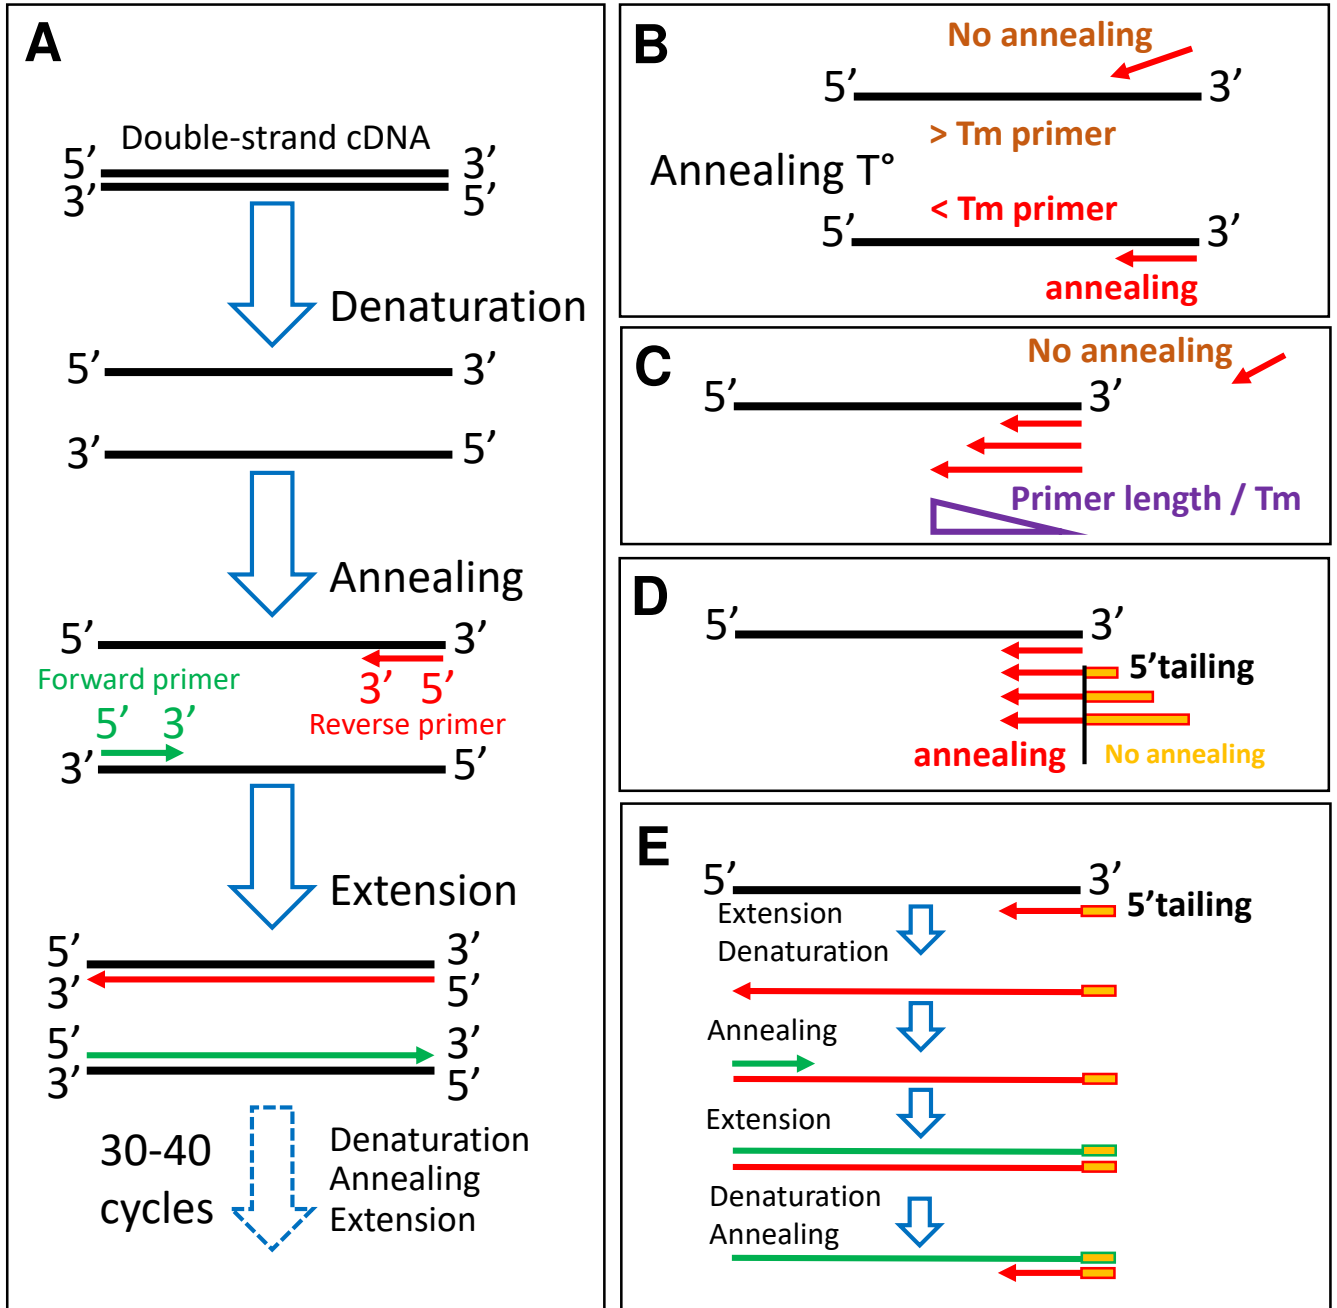 A
Double-strand cDNA
5’ 3’
3’ 5’
Denaturation
5’ 3’
3’ 5’
Annealing
5’ 3’
Forward primer 3’ 5’
5’ 3’ Reverse primer
3’ 5’
Extension
5’ 3’
3’ 5’
5’ 3’
3’ 5’
30-40
cycles
Denaturation
Annealing
Extension
B
No annealing
5’ 3’
> Tm primer
Annealing T°
< Tm primer
5’ 3’
annealing
C
No annealing
5’ 3’
Primer length / Tm
D
5’ 3’
5’tailing
annealing No annealing
E
5’ 3’
5’tailing
Extension
Denaturation
Annealing
Extension
Denaturation
Annealing